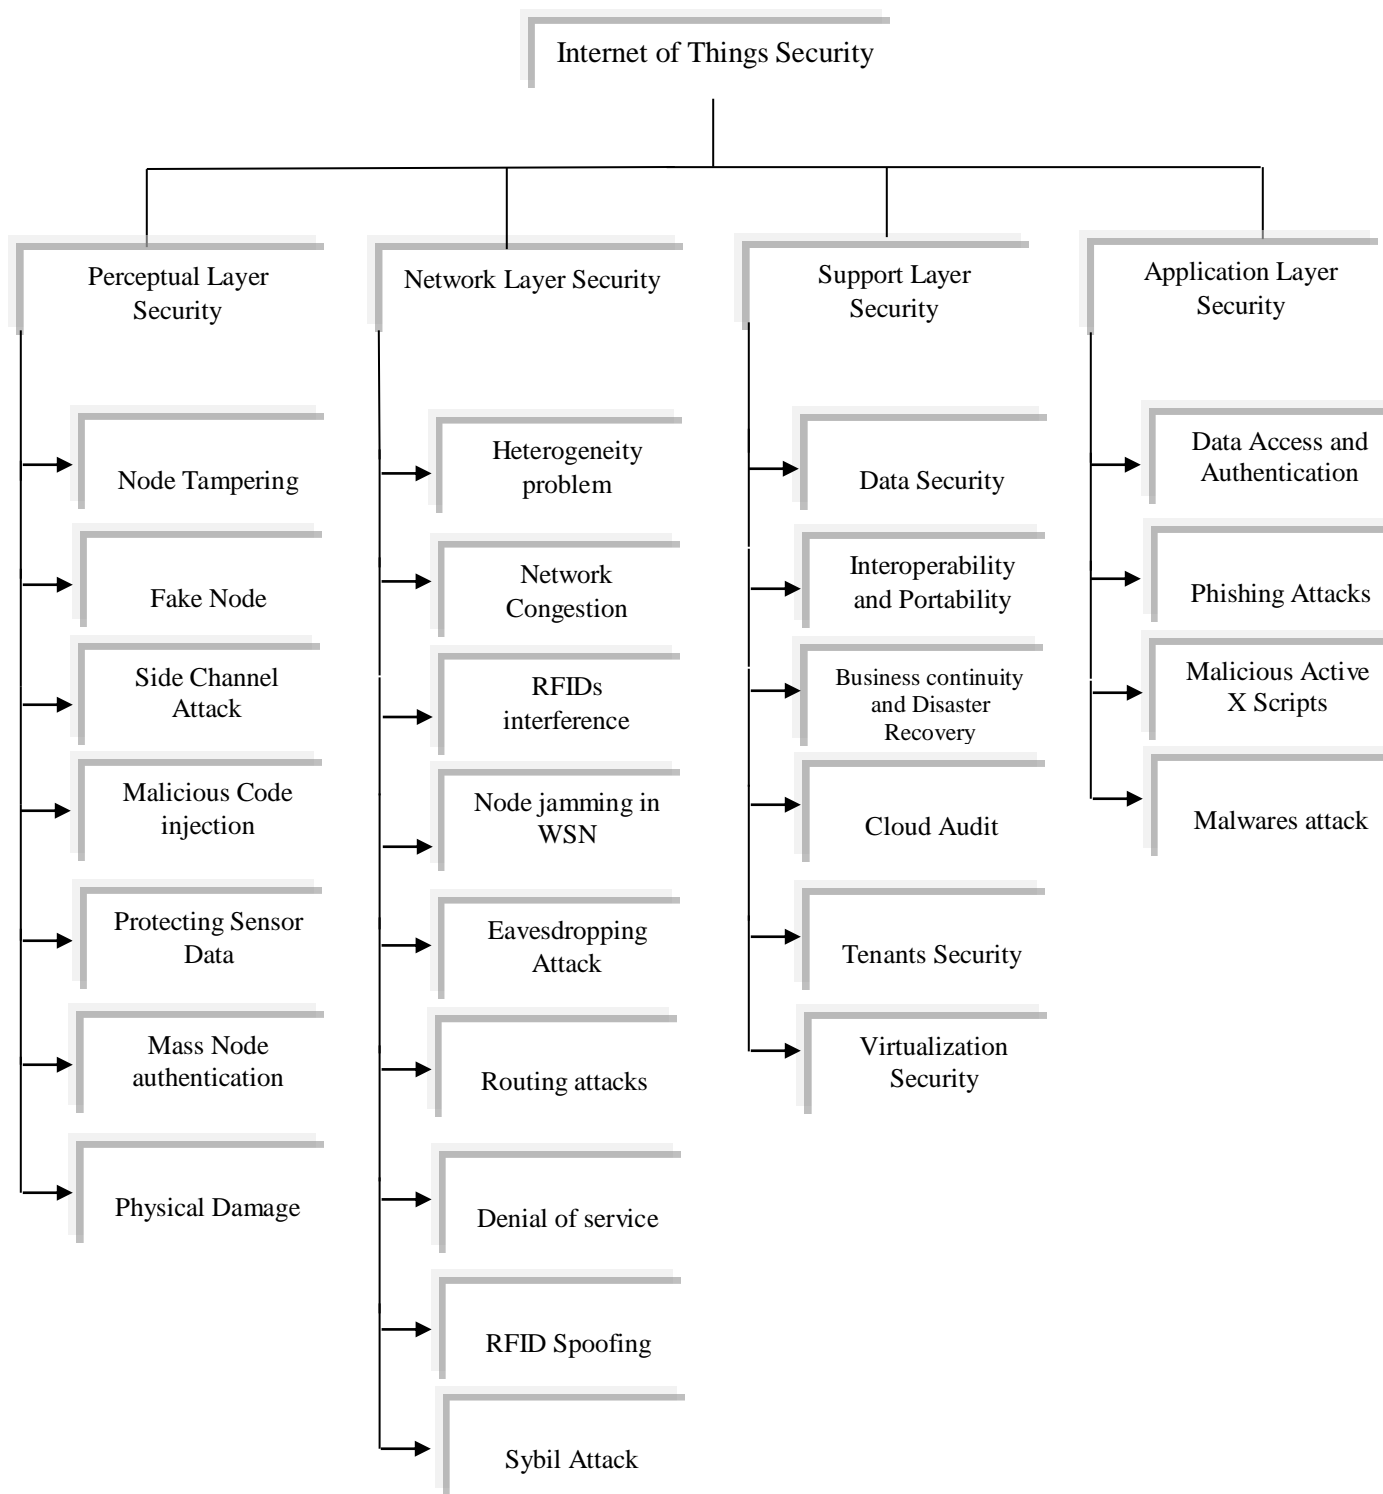 Internet of Things Security
Perceptual Layer
Security
Node Tampering
Fake Node
Side Channel
Attack
Malicious Code
injection
Protecting Sensor
Data
Mass Node
authentication
Physical Damage
Network Layer Security
Heterogeneity
problem
Network
Congestion
RFIDs
interference
Node jamming in
WSN
Eavesdropping
Attack
Routing attacks
Denial of service
RFID Spoofing
Sybil Attack
Support Layer
Security
Data Security
Interoperability
and Portability
Business continuity
and Disaster
Recovery
Cloud Audit
Tenants Security
Virtualization
Security
Application Layer
Security
Data Access and
Authentication
Phishing Attacks
Malicious Active
X Scripts
Malwares attack